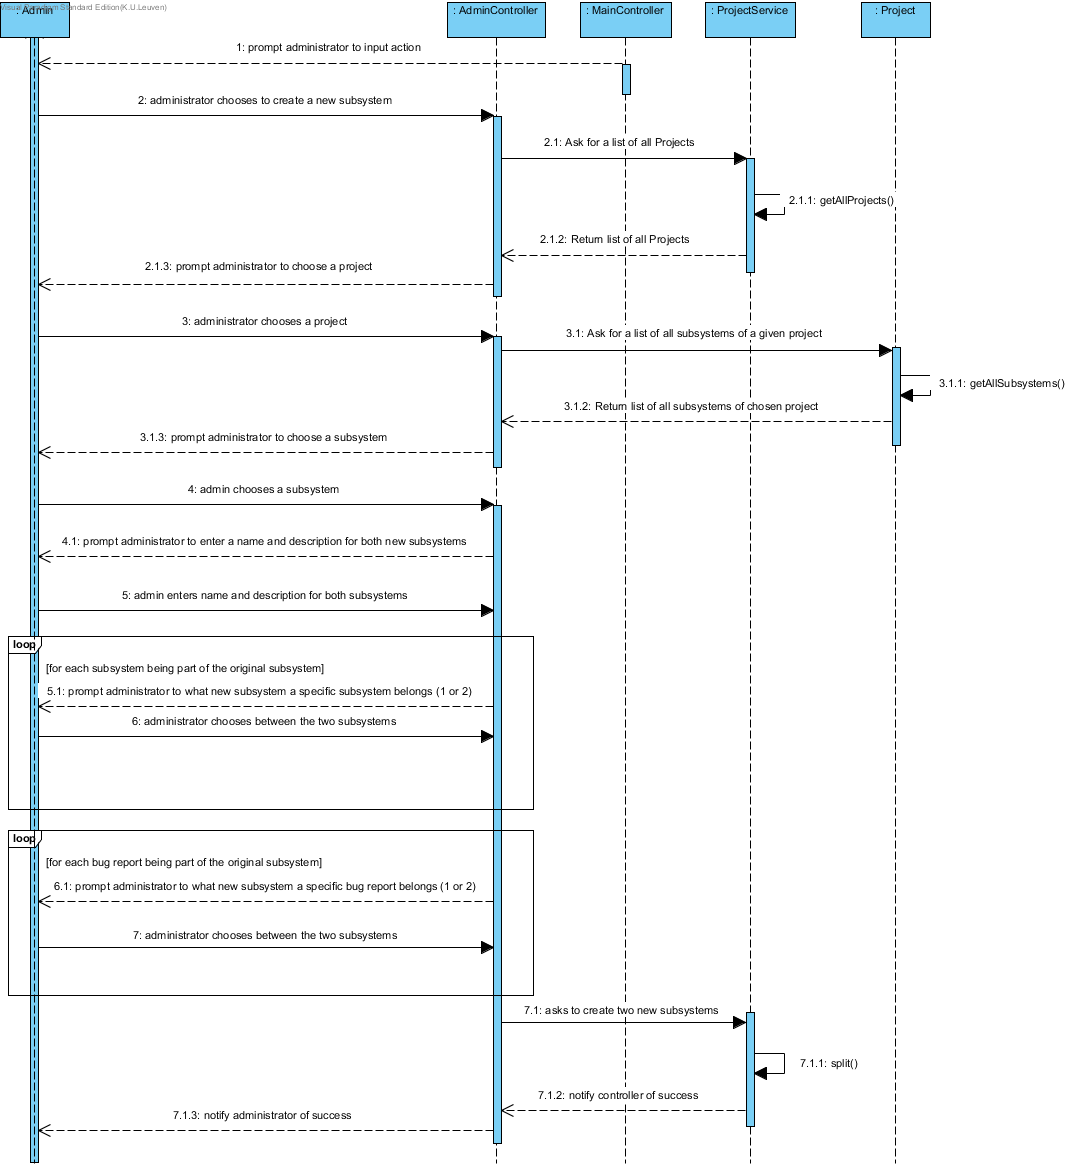 Visual Paradigm Standard Edition(K.U.Leuven)
: Admin
: AdminController
: MainController
: ProjectService
: Project
1: prompt administrator to input action
2: administrator chooses to create a new subsystem
2.1: Ask for a list of all Projects
2.1.1: getAllProjects()
2.1.2: Return list of all Projects
2.1.3: prompt administrator to choose a project
3: administrator chooses a project
3.1: Ask for a list of all subsystems of a given project
3.1.1: getAllSubsystems()
3.1.2: Return list of all subsystems of chosen project
3.1.3: prompt administrator to choose a subsystem
4: admin chooses a subsystem
4.1: prompt administrator to enter a name and description for both new subsystems
5: admin enters name and description for both subsystems
loop
[for each subsystem being part of the original subsystem]
5.1: prompt administrator to what new subsystem a specific subsystem belongs (1 or 2)
6: administrator chooses between the two subsystems
loop
[for each bug report being part of the original subsystem]
6.1: prompt administrator to what new subsystem a specific bug report belongs (1 or 2)
7: administrator chooses between the two subsystems
7.1: asks to create two new subsystems
7.1.1: split()
7.1.2: notify controller of success
7.1.3: notify administrator of success